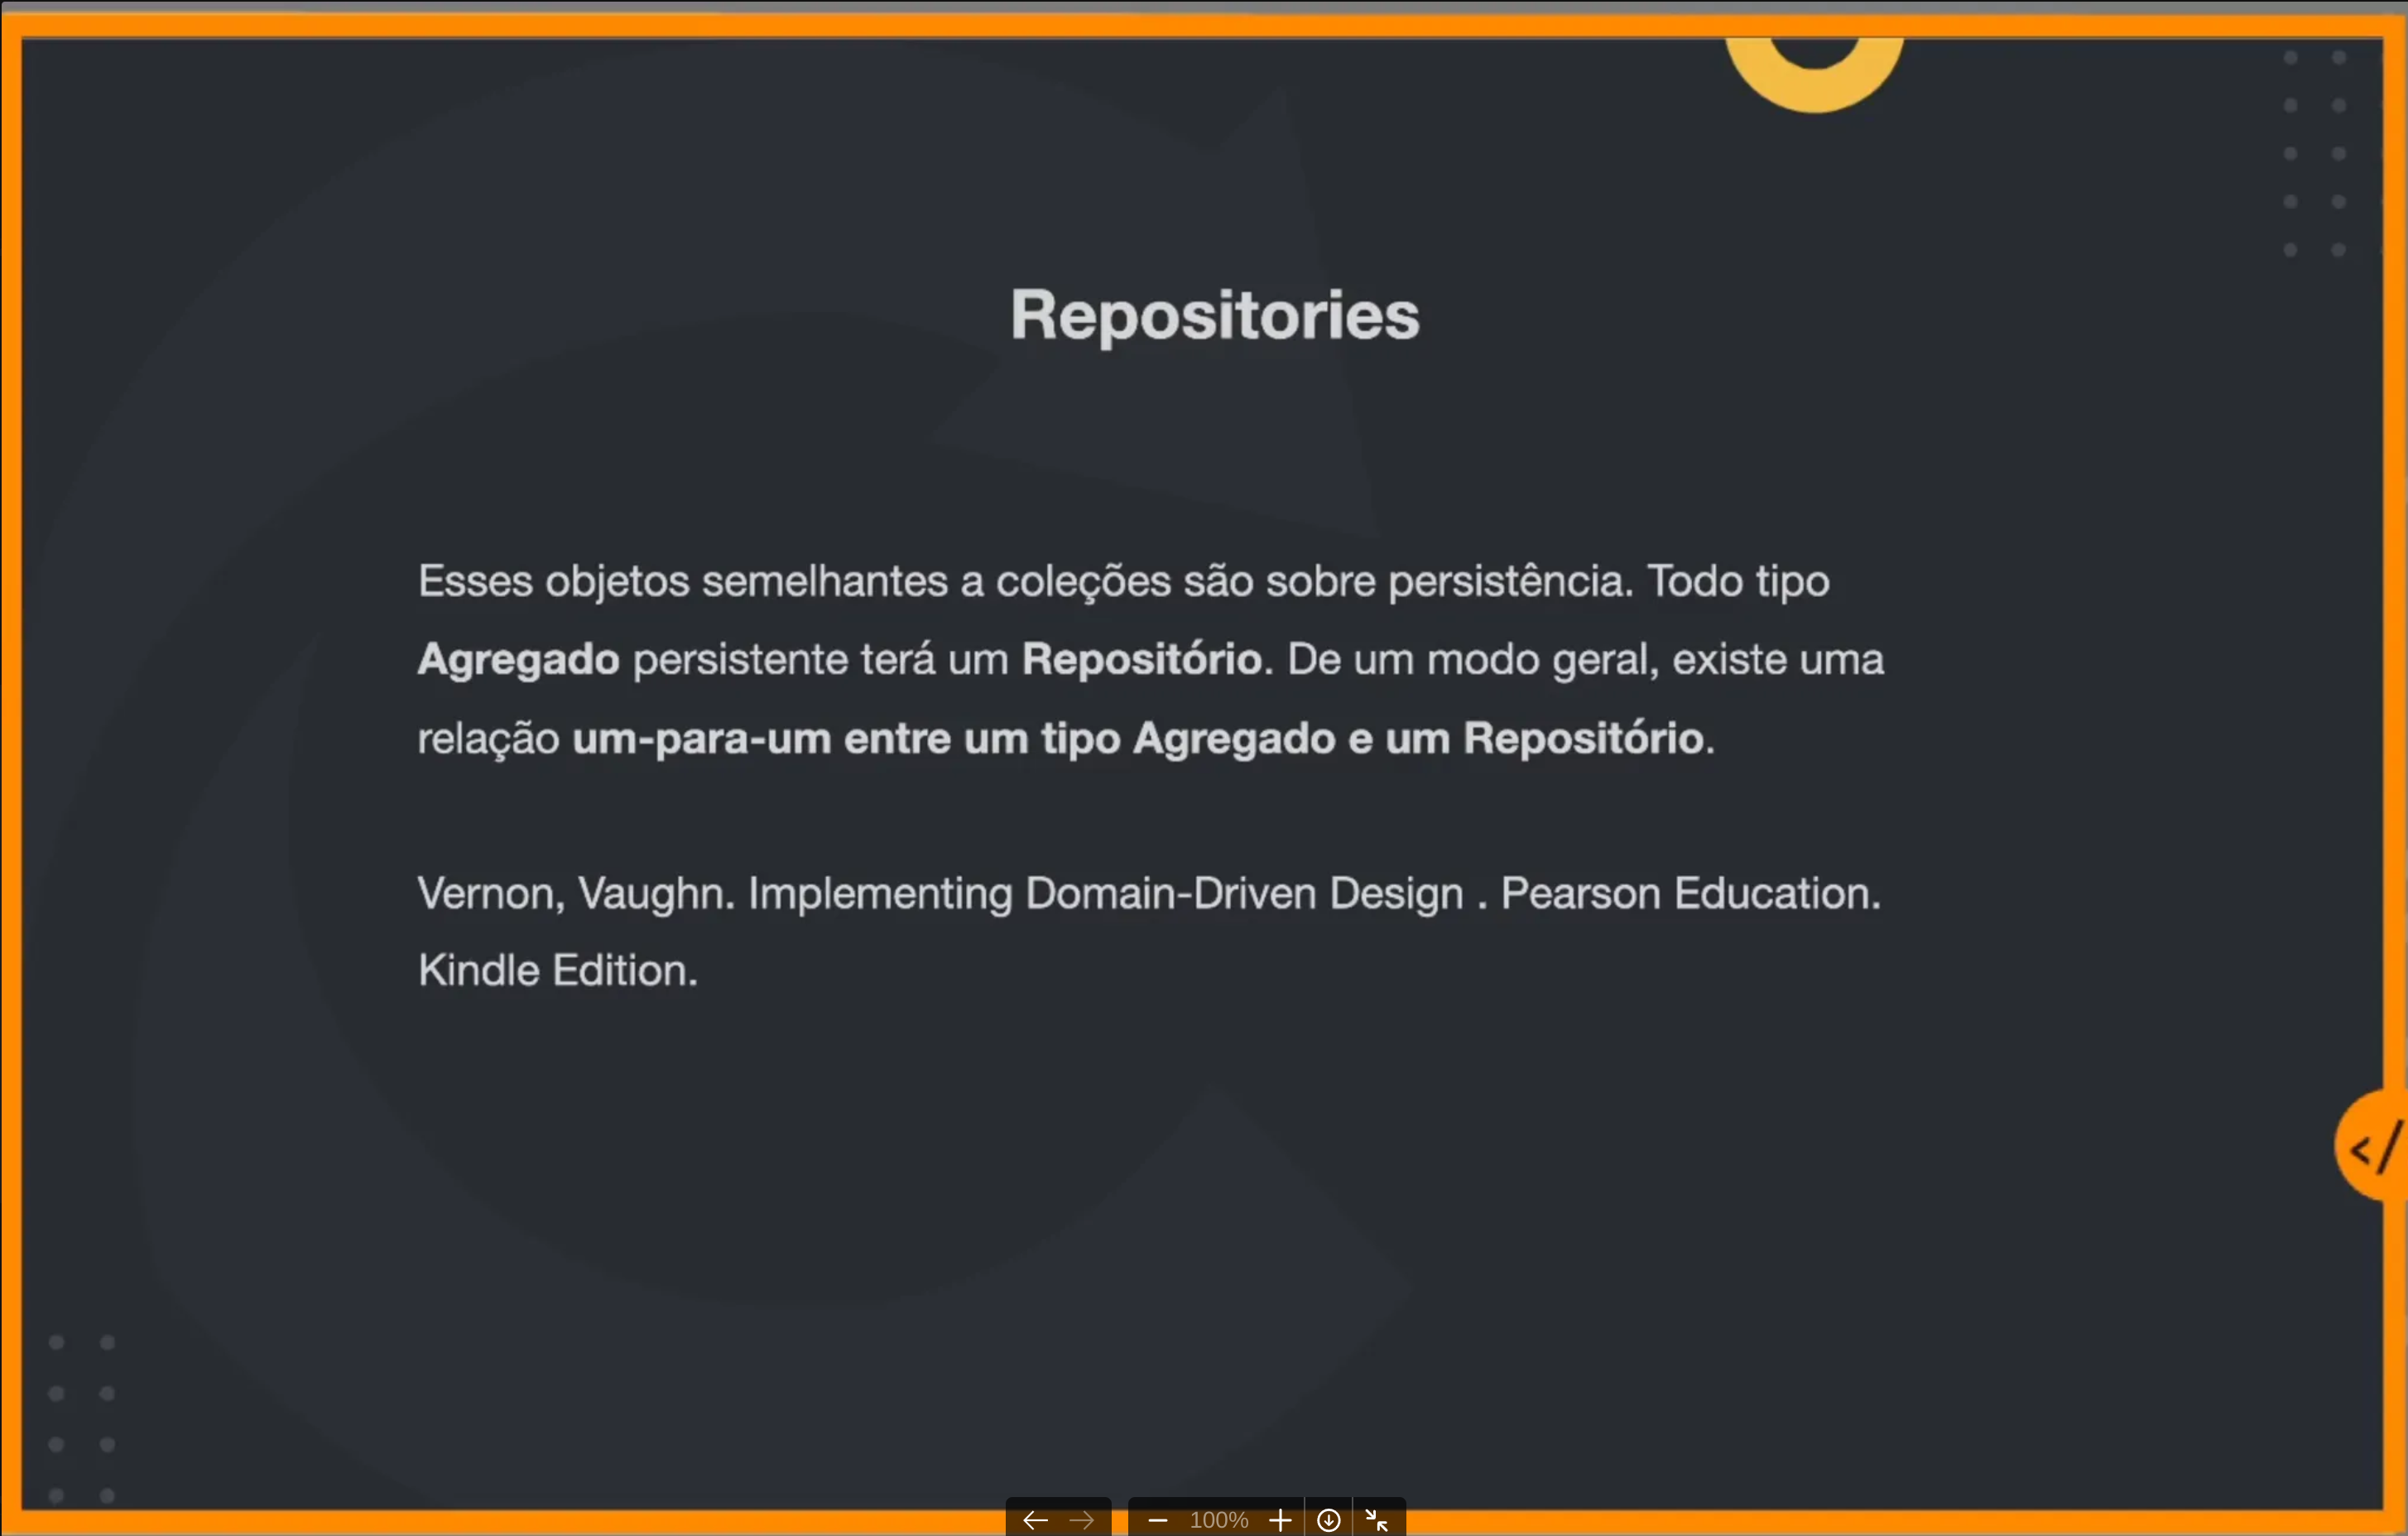 Repositories
Esses objetos semelhantes a coleções são sobre persistência. Todo tipo
Agregado persistente terá um Repositório. De um modo geral, existe uma
relação um-para-um entre um tipo Agregado e um Repositório.
Vernon, Vaughn. Implementing Domain-Driven Design . Pearson Education.
Kindle Edition.
</
100%